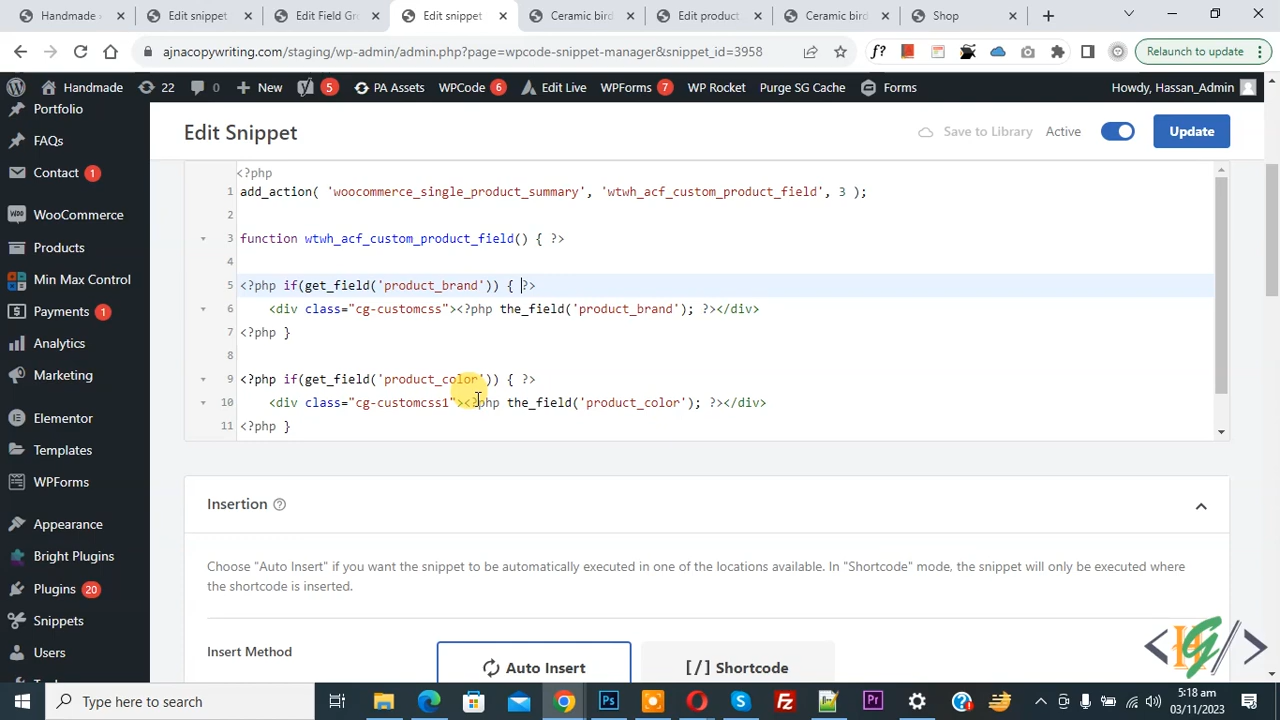 Handmade
Edit snippet
Edit Field Gr
Edit snippet
Ceramic bird
Edit product
Ceramic bird
Shop
ajnacopywriting.com/staging/wp-admin/admin.php?page=wpcode-snippet-manager&snippet_id=3958
f?
Relaunch to update
Handmade
22
0
New
5
PA Assets
WPCode 6
Edit Live
WPForms 7
WP Rocket
Purge SG Cache
Forms
Howdy, Hassan_Admin
Portfolio
FAQs
Contact 1
WooCommerce
Products
Min Max Control
Payments 1
Analytics
Marketing
Elementor
Templates
WPForms
Appearance
Bright Plugins
Plugins 20
Snippets
Users
Edit Snippet
Save to Library
Active
Update
<?php
1 add_action( 'woocommerce_single_product_summary', 'wtwh_acf_custom_product_field', 3 );
2
3 function wtwh_acf_custom_product_field() { ?>
4
5 <?php if(get_field('product_brand')) { ?>
6 <div class="cg-customcss"><?php the_field('product_brand'); ?></div>
7 <?php }
8
9 <?php if(get_field('product_color')) { ?>
10 <div class="cg-customcss1"><?php the_field('product_color'); ?></div>
11 <?php }
Insertion
Choose "Auto Insert" if you want the snippet to be automatically executed in one of the locations available. In "Shortcode" mode, the snippet will only be executed where
the shortcode is inserted.
Insert Method
Auto Insert
[/] Shortcode
HG
Type here to search
5:18 am
03/11/2023